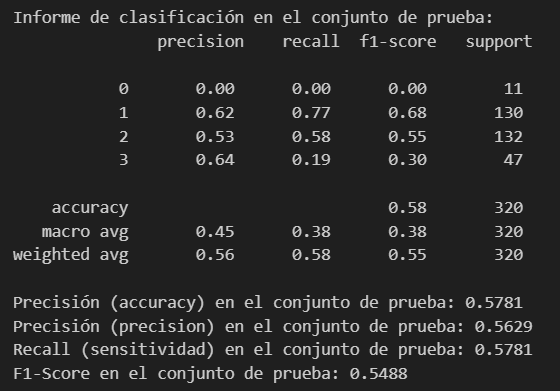 Informe de clasificación en el conjunto de prueba:
precision recall f1-score support
0 0.00 0.00 0.00 11
1 0.62 0.77 0.68 130
2 0.53 0.58 0.55 132
3 0.64 0.19 0.30 47
accuracy 0.58 320
macro avg 0.45 0.38 0.38 320
weighted avg 0.56 0.58 0.55 320
Precisión (accuracy) en el conjunto de prueba: 0.5781
Precisión (precision) en el conjunto de prueba: 0.5629
Recall (sensitividad) en el conjunto de prueba: 0.5781
F1-Score en el conjunto de prueba: 0.5488